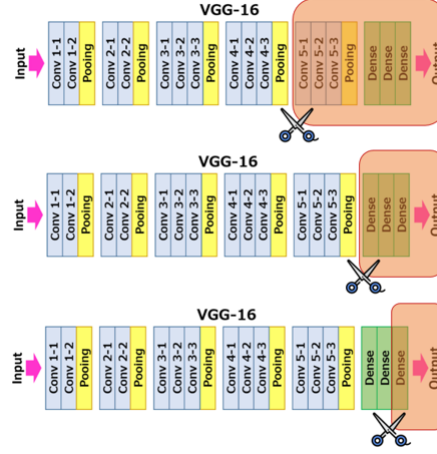 VGG-16
Input
Conv 1-1
Conv 1-2
Pooing
Conv 2-1
Conv 2-2
Pooing
Conv 3-1
Conv 3-2
Conv 3-3
Pooing
Conv 4-1
Conv 4-2
Conv 4-3
Pooing
Conv 5-1
Conv 5-2
Conv 5-3
Pooing
Dense
Dense
Dense
Output
VGG-16
Input
Conv 1-1
Conv 1-2
Pooing
Conv 2-1
Conv 2-2
Pooing
Conv 3-1
Conv 3-2
Conv 3-3
Pooing
Conv 4-1
Conv 4-2
Conv 4-3
Pooing
Conv 5-1
Conv 5-2
Conv 5-3
Pooing
Dense
Dense
Dense
Output
VGG-16
Input
Conv 1-1
Conv 1-2
Pooing
Conv 2-1
Conv 2-2
Pooing
Conv 3-1
Conv 3-2
Conv 3-3
Pooing
Conv 4-1
Conv 4-2
Conv 4-3
Pooing
Conv 5-1
Conv 5-2
Conv 5-3
Pooing
Dense
Dense
Dense
Output